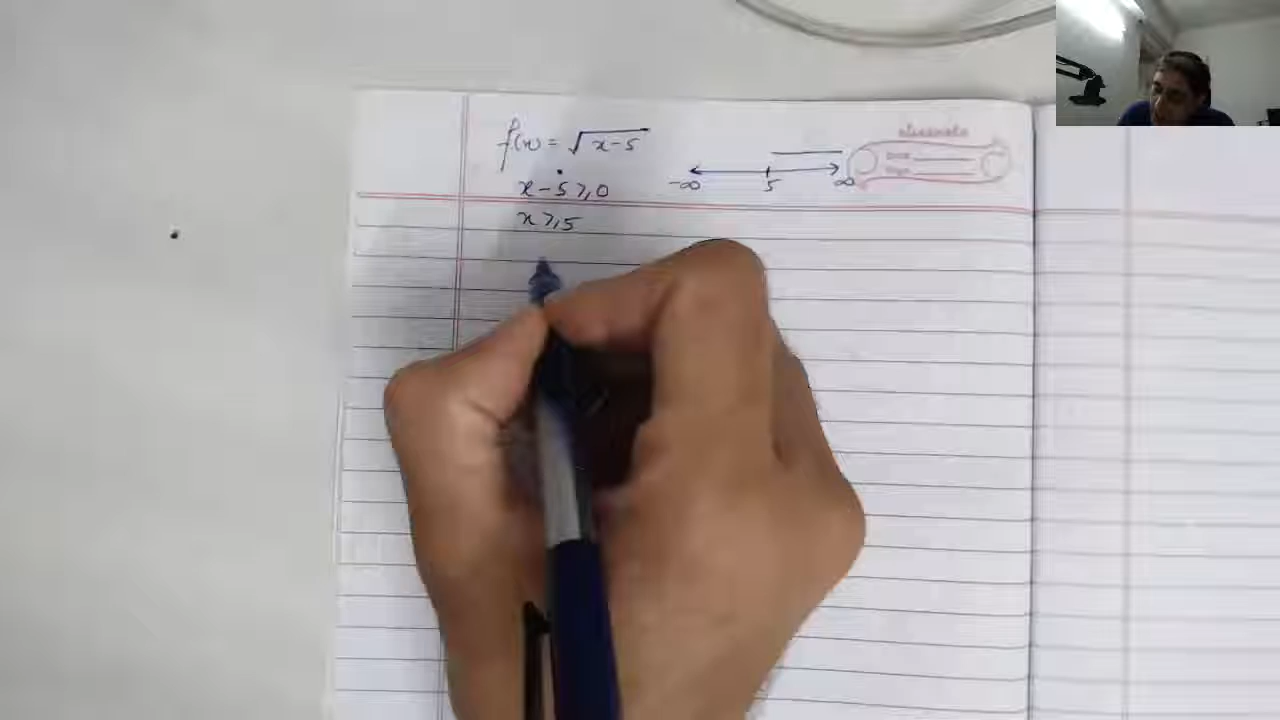 f(x) = √x-5
x-5 ≥ 0
x ≥ 5
-∞ 5 ∞